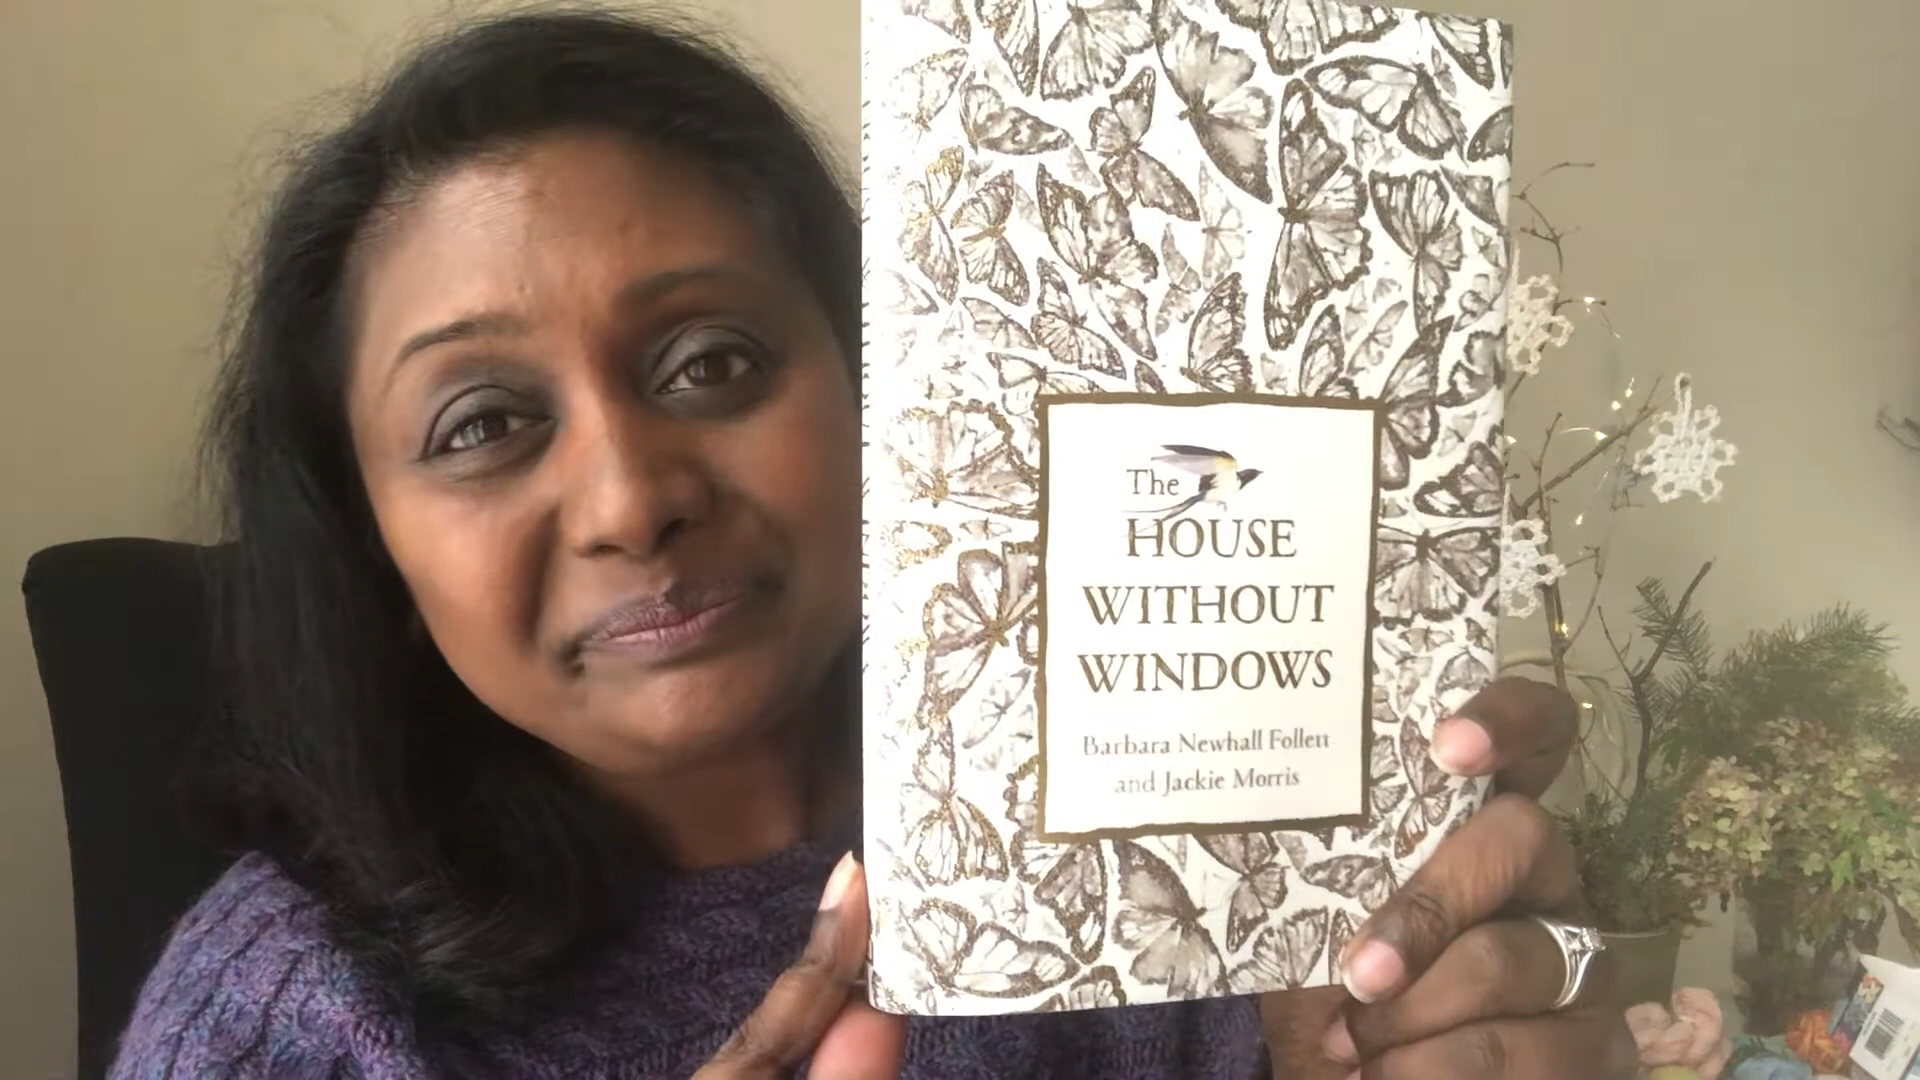 The
HOUSE
WITHOUT
WINDOWS
Barbara Newhall Follett
and Jackie Morris